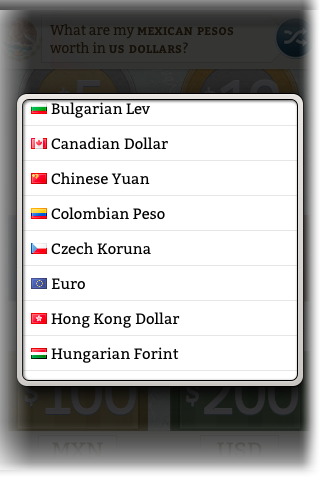 What are my MEXICAN PESOS
worth in US DOLLARS?
Bulgarian Lev
Canadian Dollar
Chinese Yuan
Colombian Peso
Czech Koruna
Euro
Hong Kong Dollar
Hungarian Forint
$100 $200
MXN USD